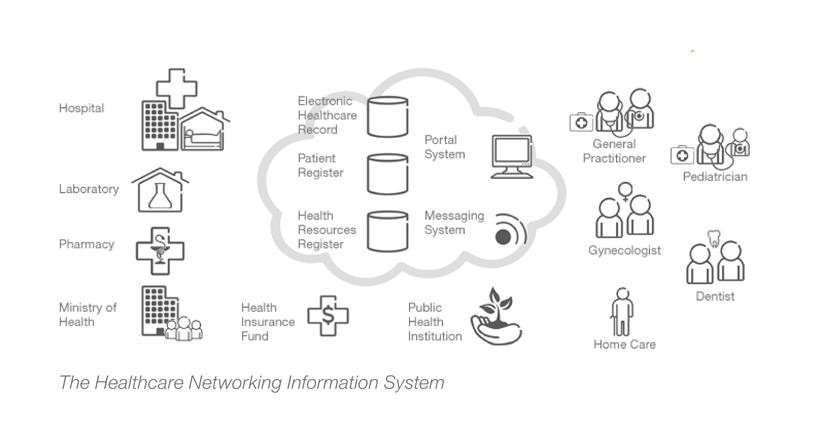 Hospital
Laboratory
Pharmacy
Ministry of
Health
Electronic
Healthcare
Record
Patient
Register
Health
Resources
Register
Portal
System
Messaging
System
Health
Insurance
Fund
$
Public
Health
Institution
General
Practitioner
Pediatrician
Gynecologist
Dentist
Home Care
The Healthcare Networking Information System